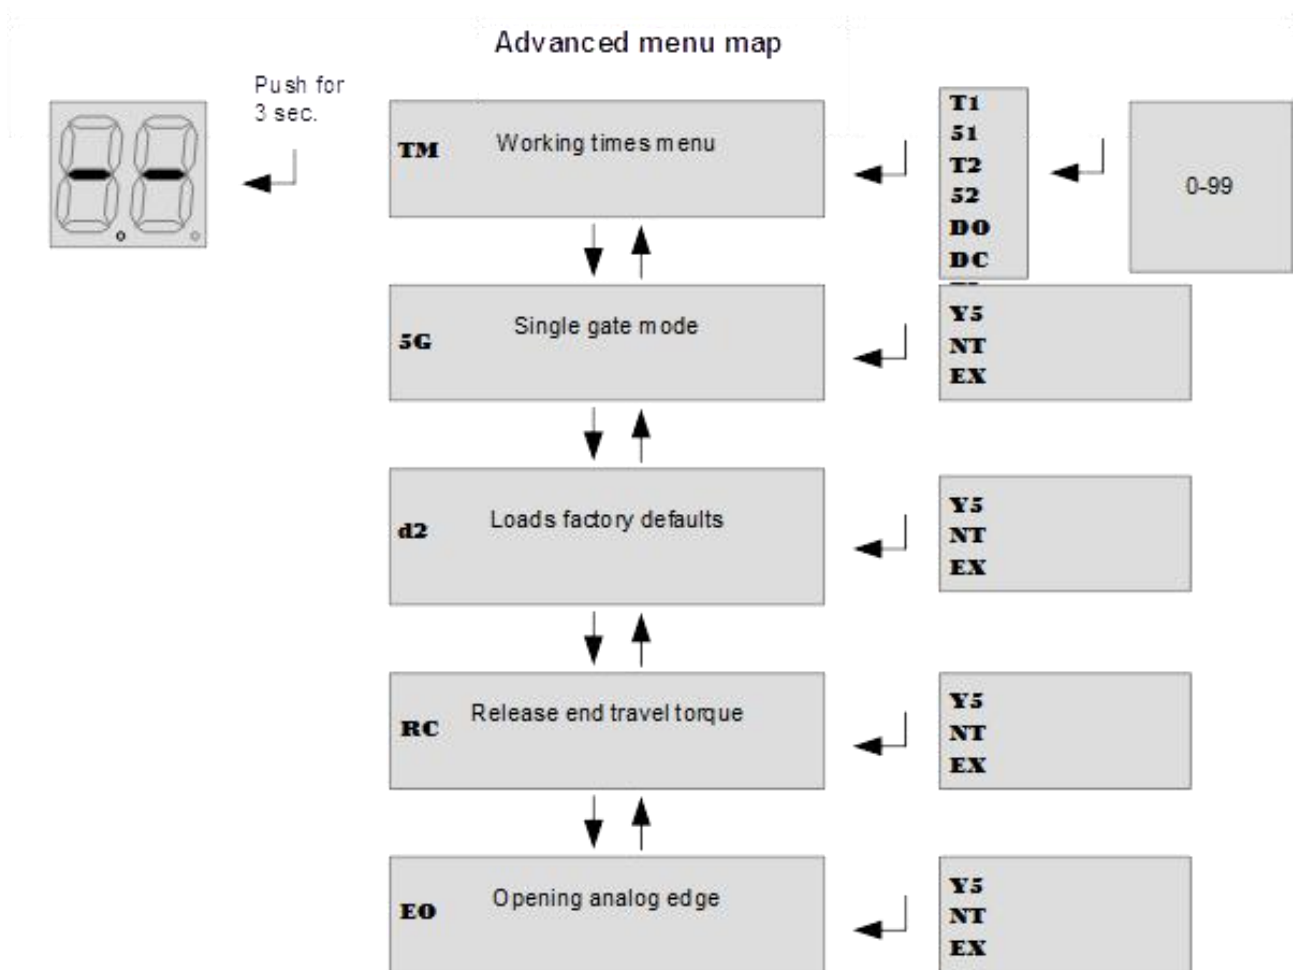 Advanced menu map
Push for
3 sec.
TM Working times menu
T1
51
T2
52
DO
DC
0-99
5G Single gate mode
Y5
NT
EX
d2 Loads factory defaults
Y5
NT
EX
RC Release end travel torque
Y5
NT
EX
EO Opening analog edge
Y5
NT
EX